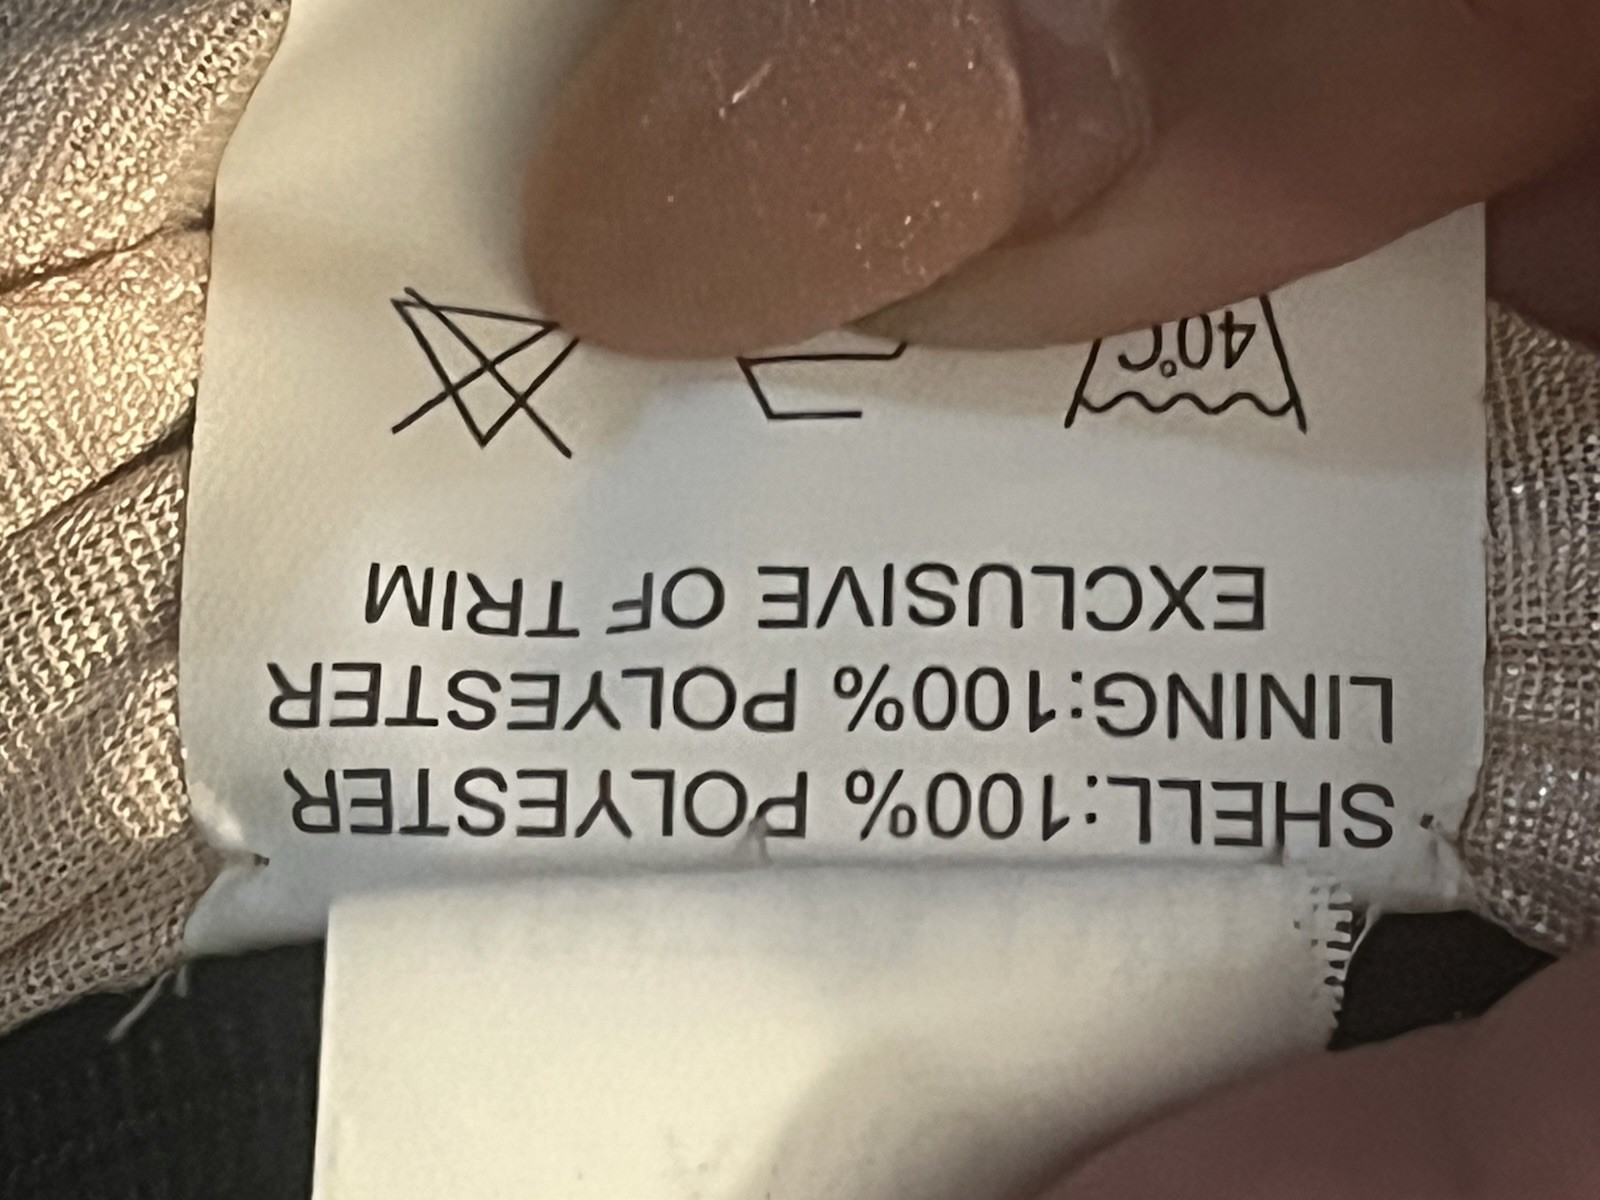 SHELL:100% POLYESTER
LINING:100% POLYESTER
EXCLUSIVE OF TRIM
40°C